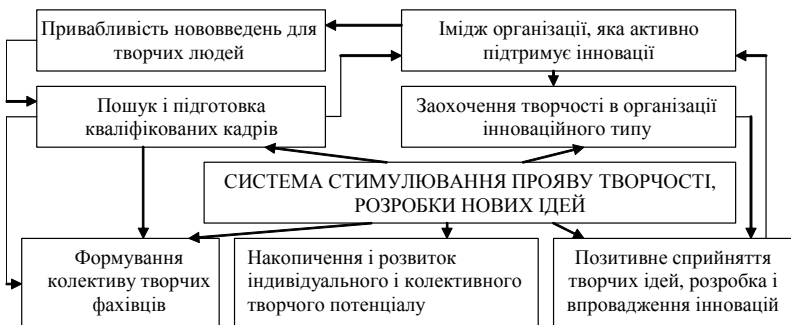 Привабливість нововведень для
творчих людей
Імідж організації, яка активно
підтримує інновації
Пошук і підготовка
кваліфікованих кадрів
Заохочення творчості в організації
інноваційного типу
СИСТЕМА СТИМУЛЮВАННЯ ПРОЯВУ ТВОРЧОСТІ,
РОЗРОБКИ НОВИХ ІДЕЙ
Формування
колективу творчих
фахівців
Накопичення і розвиток
індивідуального і колективного
творчого потенціалу
Позитивне сприйняття
творчих ідей, розробка і
впровадження інновацій